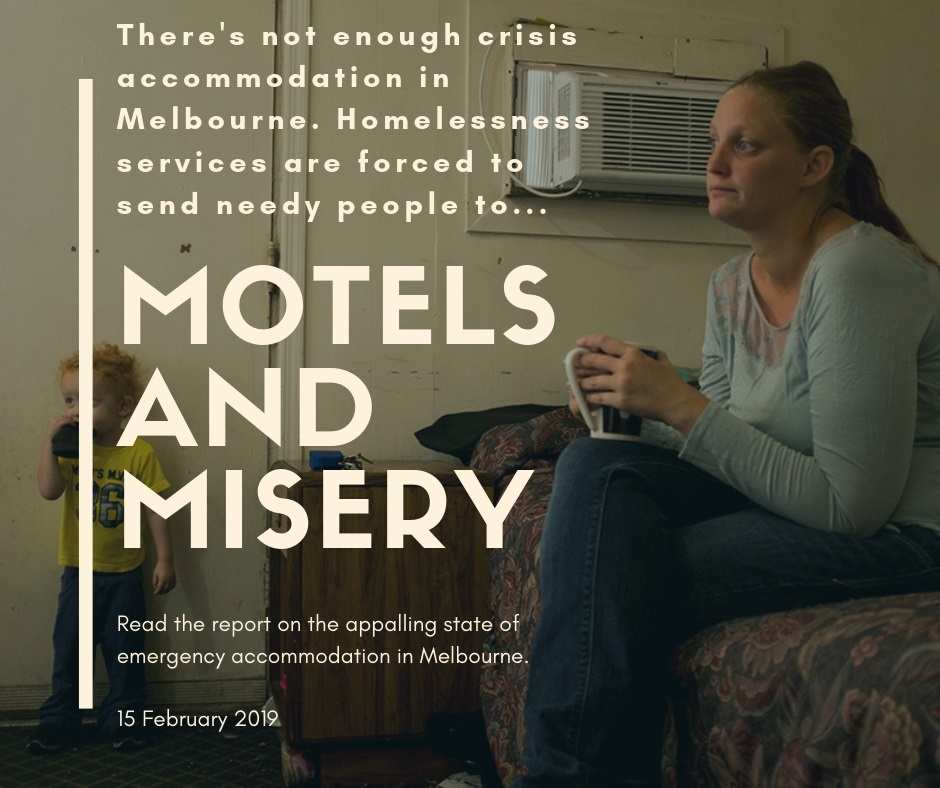 There's not enough crisis
accommodation in
Melbourne. Homelessness
services are forced to
send needy people to...
MOTELS
AND
MISERY
Read the report on the appalling state of
emergency accommodation in Melbourne.
15 February 2019